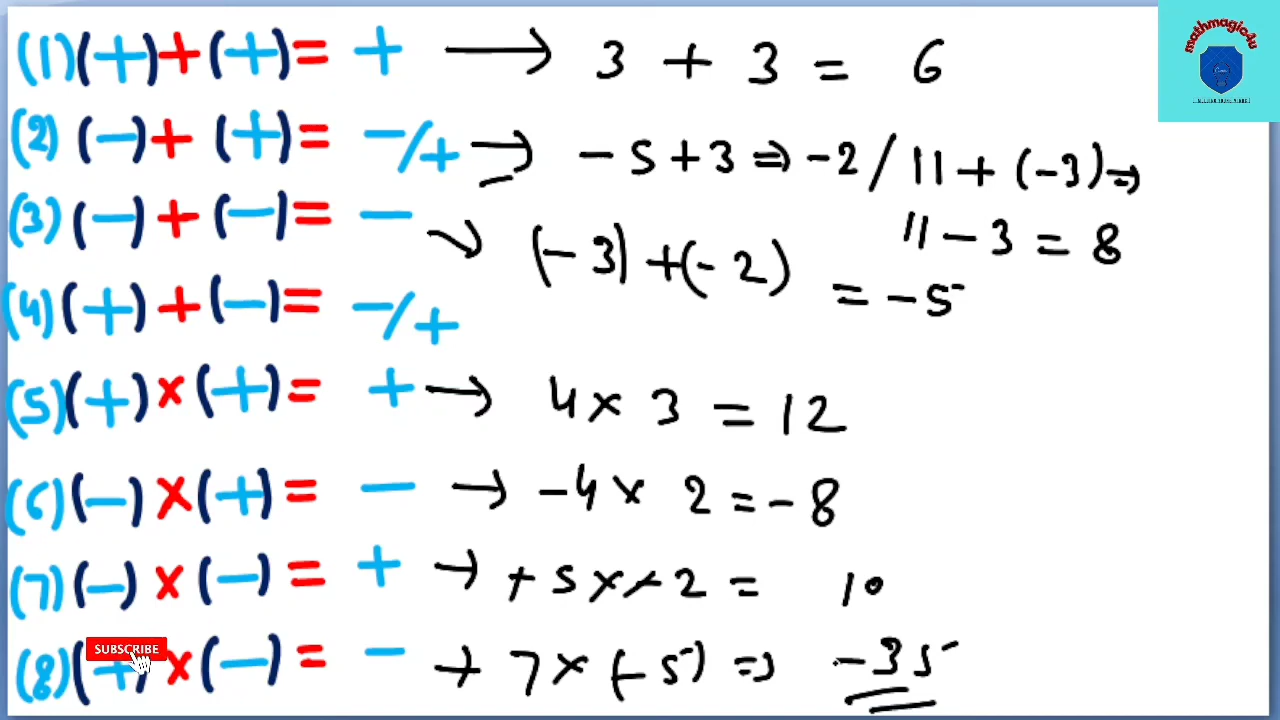 mathmagic4u
(1)(+)+(+)= + → 3 + 3 = 6
(2) (-)+ (+)= -/+ → -5+3 ⇒ -2 / 11 + (-3) ⇒
11 - 3 = 8
(3) (-)+(-)= - → (-3)+(-2) = -5
(4) (+)+(-)= -/+
(5)(+)×(+)= + → 4× 3 = 12
(6)(-)×(+)= - → -4× 2 = -8
(7) (-) × (-)= + → +5×-2 = 10
(8)(+)×(-)= - → 7×(-5) ⇒ -35
SUBSCRIBE